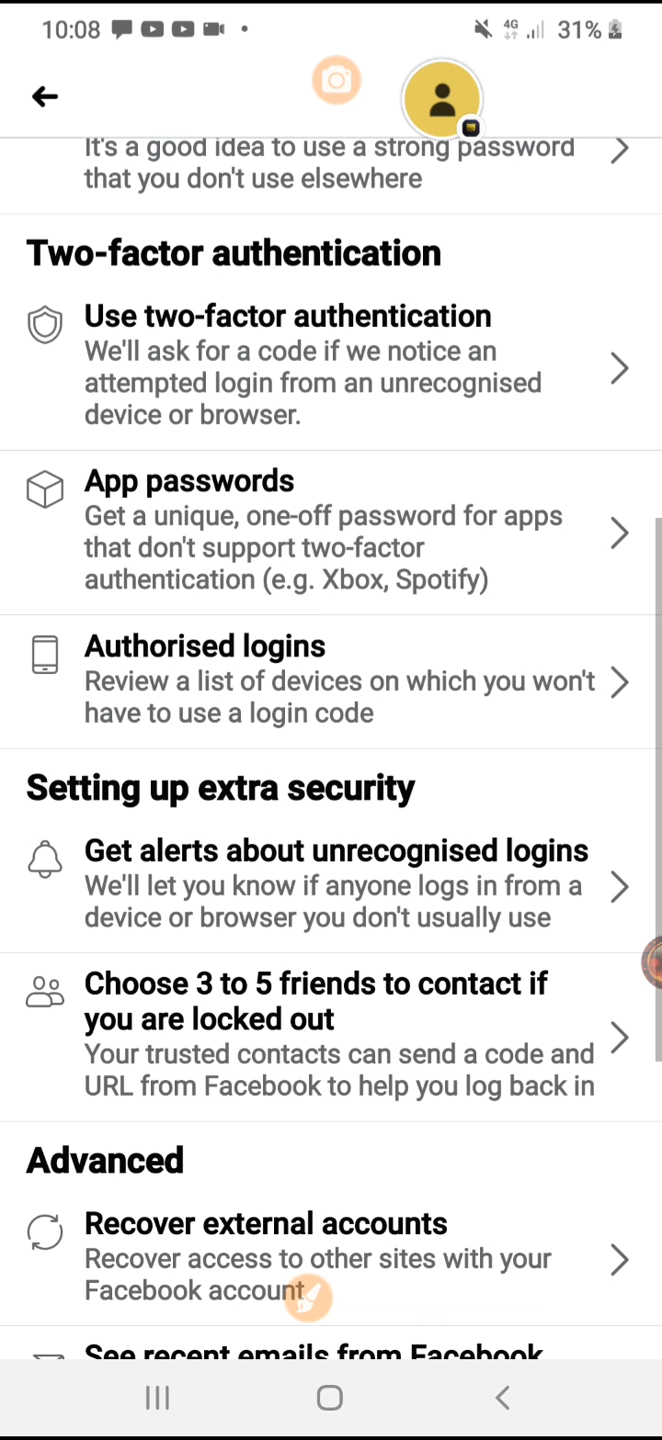 10:08
4G
31%
It's a good idea to use a strong password
that you don't use elsewhere
Two-factor authentication
Use two-factor authentication
We'll ask for a code if we notice an
attempted login from an unrecognised
device or browser.
App passwords
Get a unique, one-off password for apps
that don't support two-factor
authentication (e.g. Xbox, Spotify)
Authorised logins
Review a list of devices on which you won't
have to use a login code
Setting up extra security
Get alerts about unrecognised logins
We'll let you know if anyone logs in from a
device or browser you don't usually use
Choose 3 to 5 friends to contact if
you are locked out
Your trusted contacts can send a code and
URL from Facebook to help you log back in
Advanced
Recover external accounts
Recover access to other sites with your
Facebook account
See recent emails from Facebook